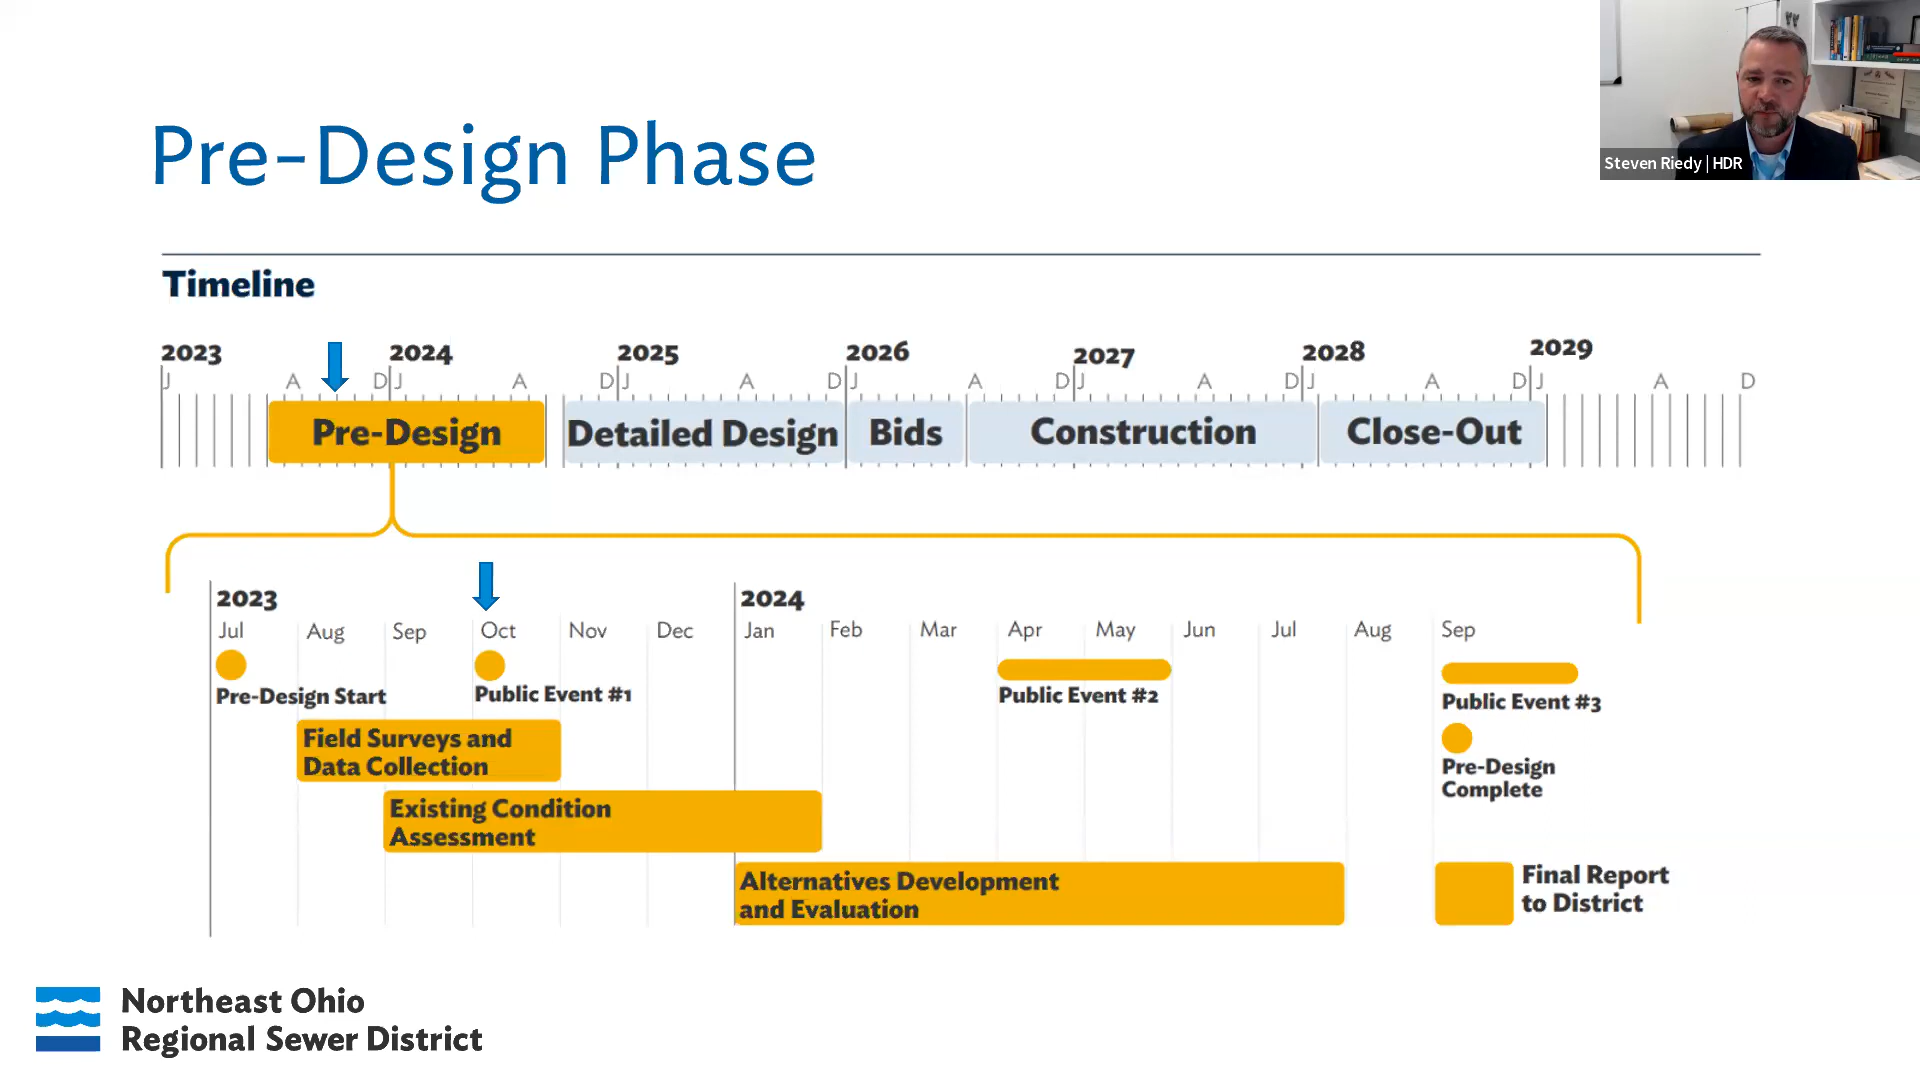 Steven Riedy | HDR
Pre-Design Phase
Timeline
2023 2024 2025 2026 2027 2028 2029
J A D J A D J A D J A D J A D J A D J A D
Pre-Design Detailed Design Bids Construction Close-Out
2023 2024
Jul Aug Sep Oct Nov Dec Jan Feb Mar Apr May Jun Jul Aug Sep
Pre-Design Start Public Event #1 Public Event #2 Public Event #3
Field Surveys and
Data Collection
Pre-Design
Complete
Existing Condition
Assessment
Alternatives Development
and Evaluation
Final Report
to District
Northeast Ohio
Regional Sewer District